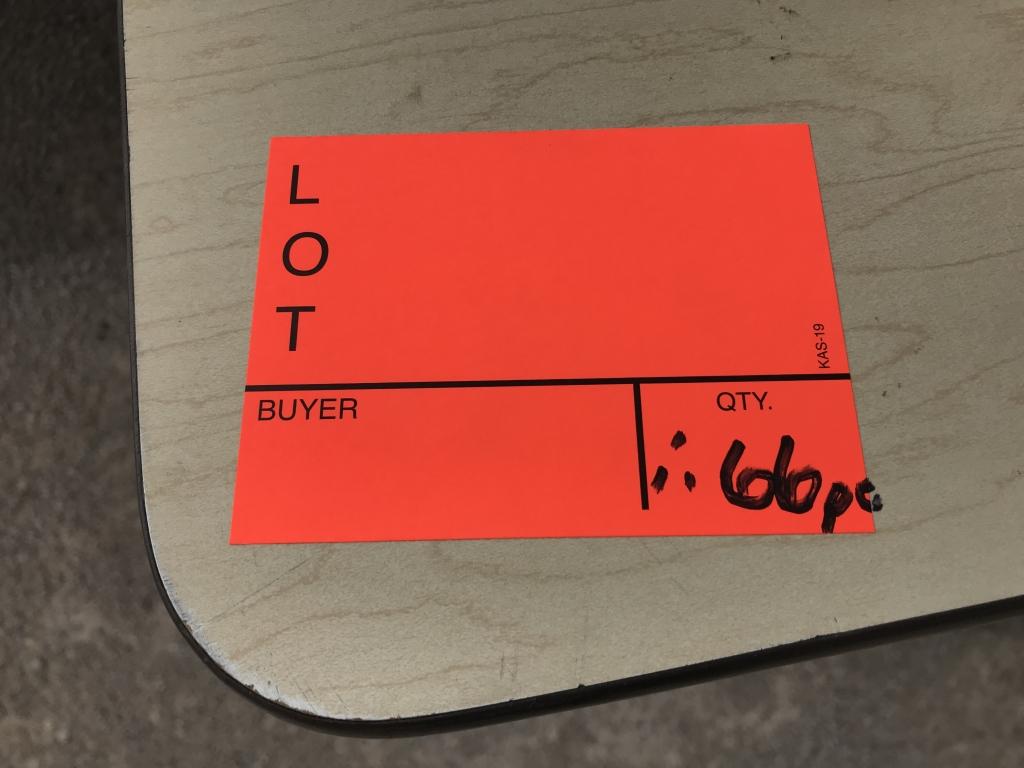 L
O
T
KAS-19
BUYER
QTY.
∴ 66pc